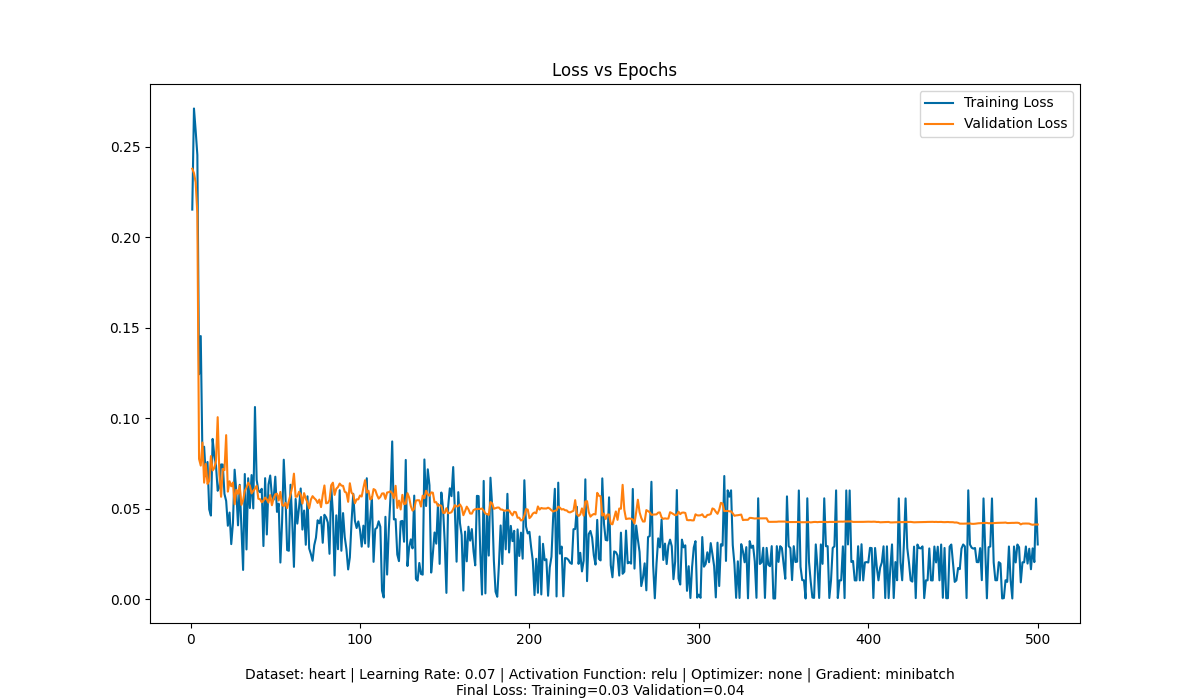 Loss vs Epochs
Training Loss
Validation Loss
0.25
0.20
0.15
0.10
0.05
0.00
0 100 200 300 400 500
Dataset: heart | Learning Rate: 0.07 | Activation Function: relu | Optimizer: none | Gradient: minibatch
Final Loss: Training=0.03 Validation=0.04